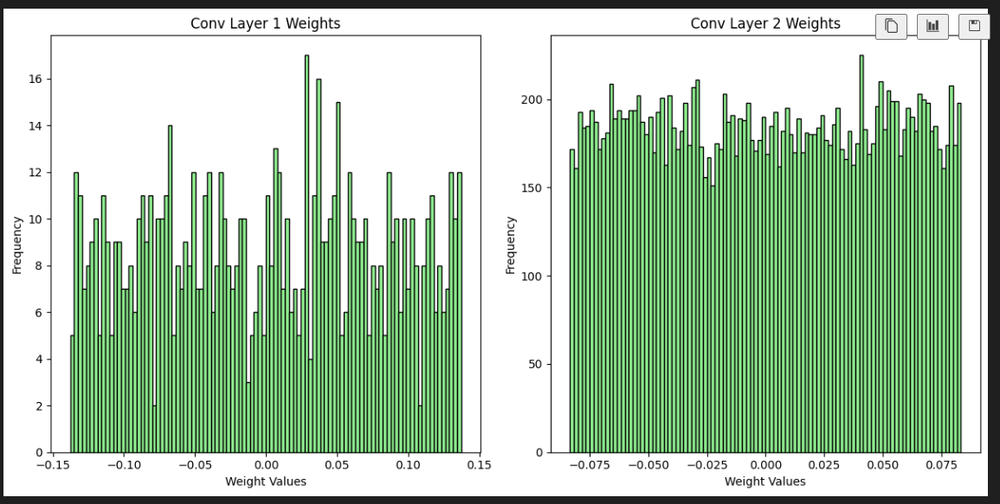 Conv Layer 1 Weights
Frequency
16
14
12
10
8
6
4
2
0
−0.15 −0.10 −0.05 0.00 0.05 0.10 0.15
Weight Values
Conv Layer 2 Weights
Frequency
200
150
100
50
0
−0.075 −0.050 −0.025 0.000 0.025 0.050 0.075
Weight Values